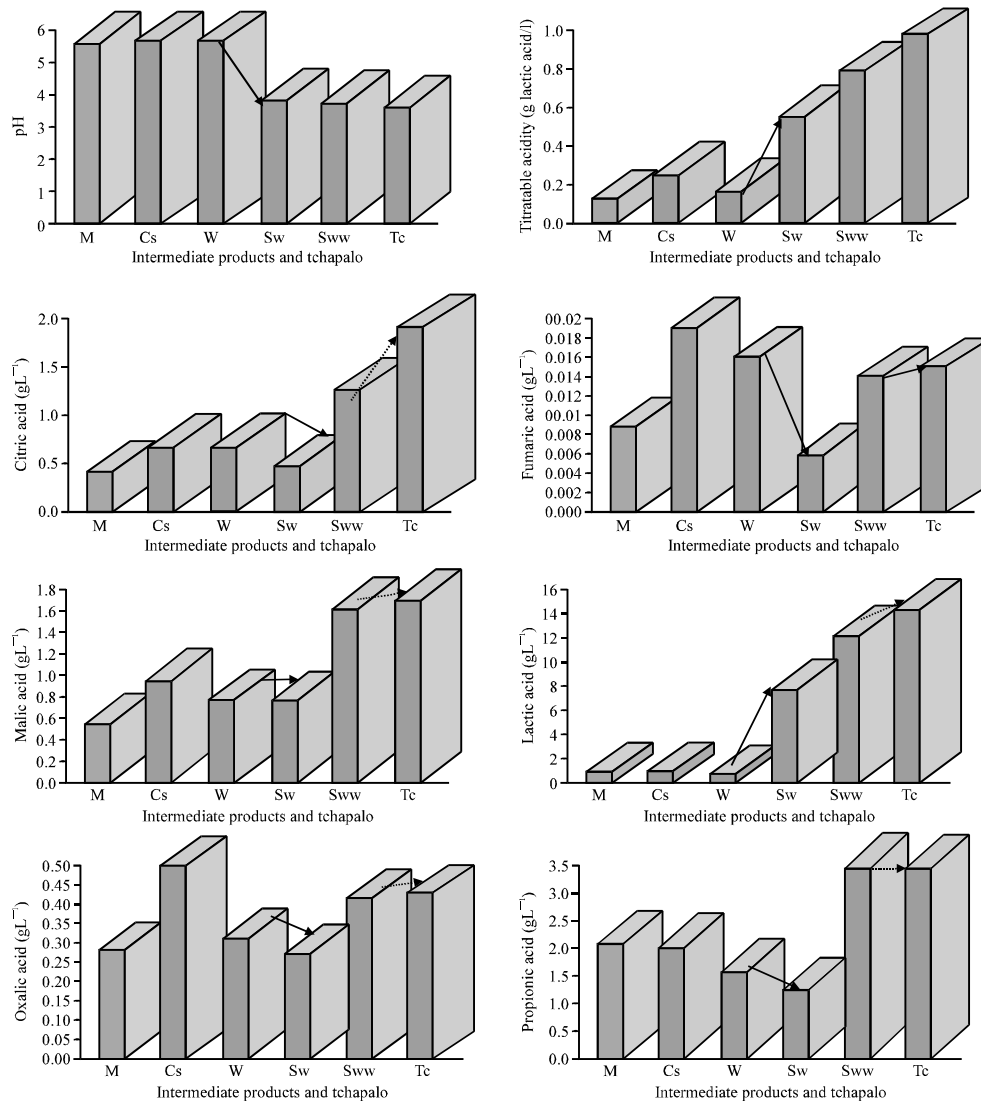 pH
6
5
4
3
2
1
0
M Cs W Sw Sww Tc
Intermediate products and tchapalo
Titratable acidity (g lactic acid/l)
1.0
0.8
0.6
0.4
0.2
0.0
M Cs W Sw Sww Tc
Intermediate products and tchapalo
Citric acid (gL⁻¹)
2.0
1.5
1.0
0.5
0.0
M Cs W Sw Sww Tc
Intermediate products and tchapalo
Fumaric acid (gL⁻¹)
00.02
0.016
0.014
00.01
0.008
0.006
0.004
0.002
0.000
M Cs W Sw Sww Tc
Intermediate products and tchapalo
Malic acid (gL⁻¹)
1.8
1.6
1.4
1.2
1.0
0.8
0.6
0.4
0.2
0.0
M Cs W Sw Sww Tc
Intermediate products and tchapalo
Lactic acid (gL⁻¹)
16
14
12
10
8
6
4
2
0
M Cs W Sw Sww Tc
Intermediate products and tchapalo
Oxalic acid (gL⁻¹)
0.50
0.45
0.40
0.35
0.30
0.25
0.20
0.15
0.10
0.05
0.00
M Cs W Sw Sww Tc
Intermediate products and tchapalo
Propionic acid (gL⁻¹)
3.5
3.0
2.5
2.0
1.5
1.0
0.5
0.0
M Cs W Sw Sww Tc
Intermediate products and tchapalo